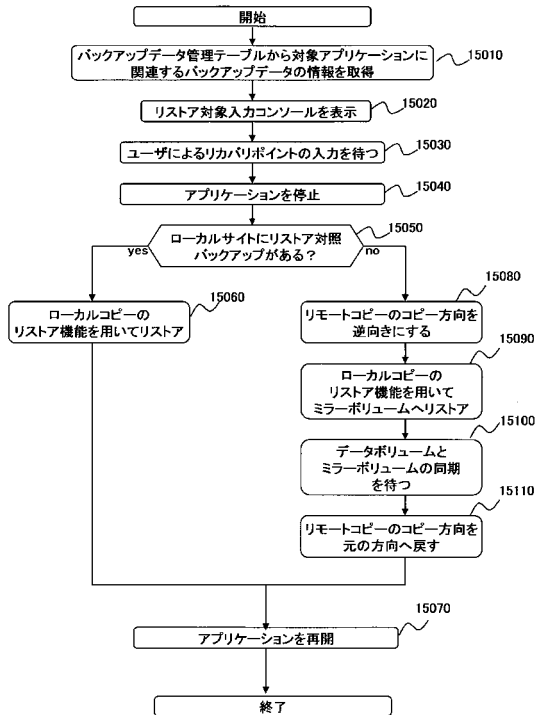 開始
バックアップデータ管理テーブルから対象アプリケーションに
関連するバックアップデータの情報を取得
15010
リストア対象入力コンソールを表示
15020
ユーザによるリカバリポイントの入力を待つ
15030
アプリケーションを停止
15040
ローカルサイトにリストア対照
バックアップがある？
15050
yes
no
ローカルコピーの
リストア機能を用いてリストア
15060
リモートコピーのコピー方向を
逆向きにする
15080
ローカルコピーの
リストア機能を用いて
ミラーボリュームへリストア
15090
データボリュームと
ミラーボリュームの同期
を待つ
15100
リモートコピーのコピー方向を
元の方向へ戻す
15110
アプリケーションを再開
15070
終了